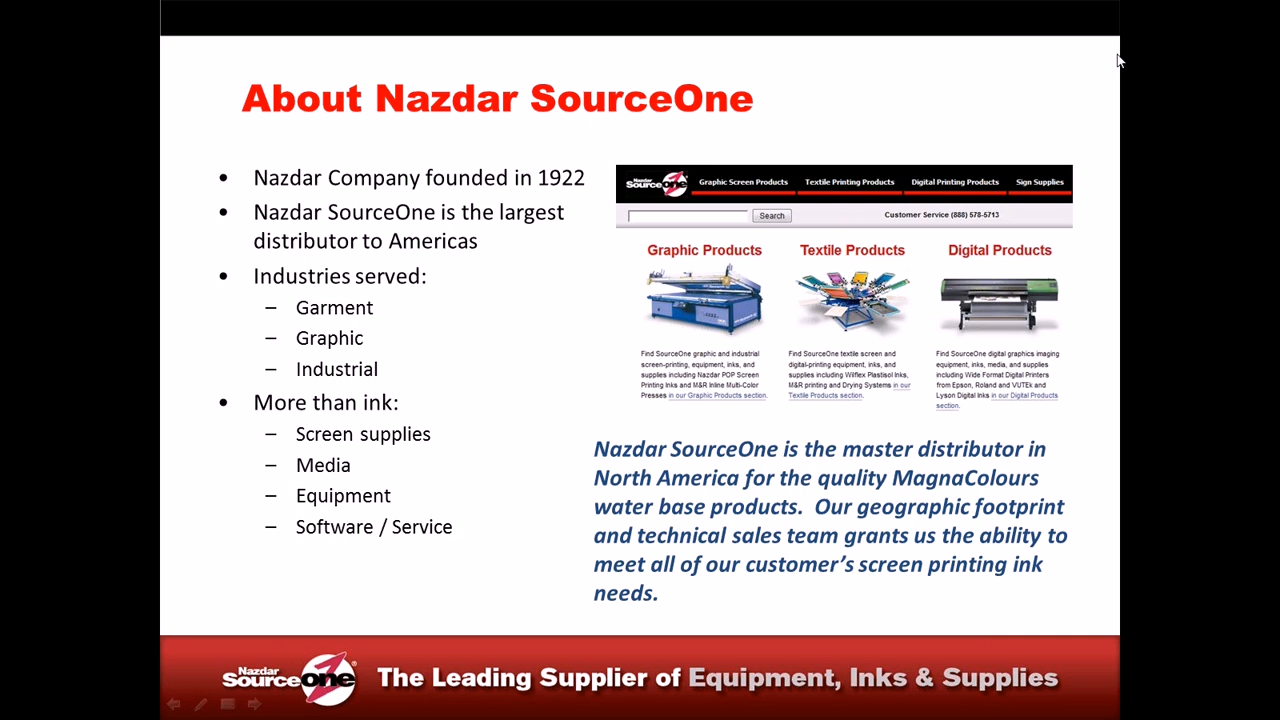 About Nazdar SourceOne
• Nazdar Company founded in 1922
• Nazdar SourceOne is the largest
distributor to Americas
• Industries served:
– Garment
– Graphic
– Industrial
• More than ink:
– Screen supplies
– Media
– Equipment
– Software / Service
Nazdar SourceOne
Graphic Screen Products Textile Printing Products Digital Printing Products Sign Supplies
Search Customer Service (888) 578-5713
Graphic Products
Find SourceOne graphic and industrial
screen-printing, equipment, inks, and
supplies including Nazdar POP Screen
Printing Inks and M&R Inline Multi-Color
Presses in our Graphic Products section.
Textile Products
Find SourceOne textile screen and
digital-printing equipment, inks, and
supplies including Wilflex Plastisol Inks,
M&R printing and Drying Systems in our
Textile Products section.
Digital Products
Find SourceOne digital graphics imaging
equipment, inks, media, and supplies
including Wide Format Digital Printers
from Epson, Roland and VUTEk and
Lyson Digital Inks in our Digital Products
section.
Nazdar SourceOne is the master distributor in
North America for the quality MagnaColours
water base products. Our geographic footprint
and technical sales team grants us the ability to
meet all of our customer's screen printing ink
needs.
Nazdar
SourceOne®
The Leading Supplier of Equipment, Inks & Supplies